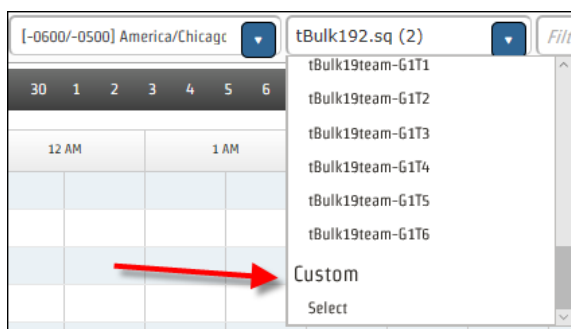 [-0600/-0500] America/Chicago
tBulk192.sq (2)
Filt
30 1 2 3 4 5 6
12 AM 1 AM
tBulk19team-G1T1
tBulk19team-G1T2
tBulk19team-G1T3
tBulk19team-G1T4
tBulk19team-G1T5
tBulk19team-G1T6
Custom
Select